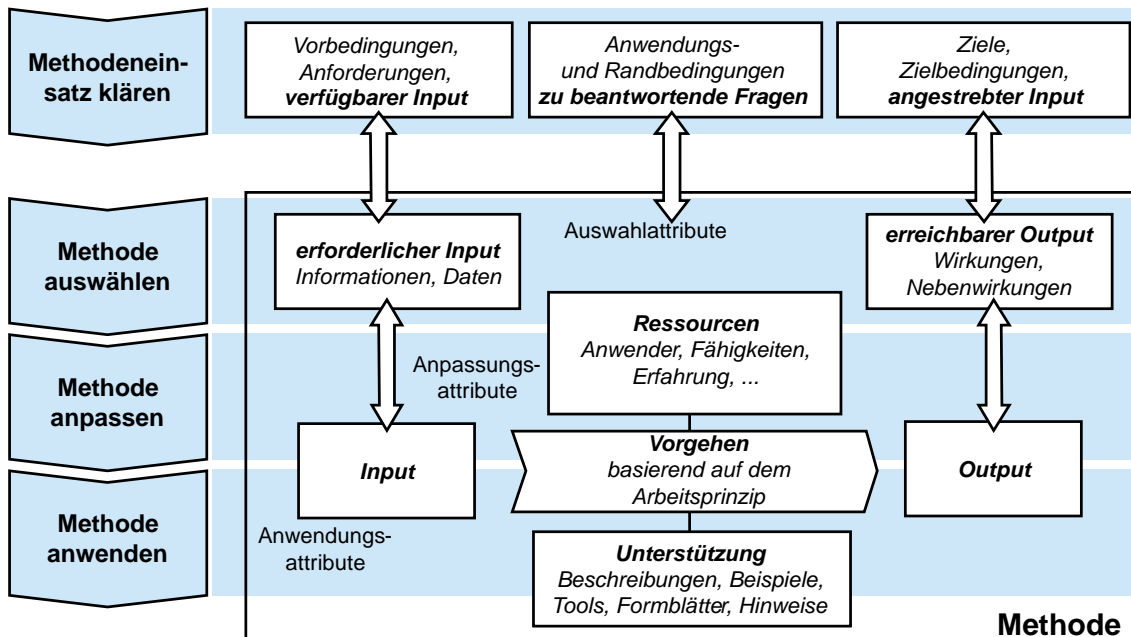 Methodenein-
satz klären
Vorbedingungen,
Anforderungen,
verfügbarer Input
Anwendungs-
und Randbedingungen
zu beantwortende Fragen
Ziele,
Zielbedingungen,
angestrebter Input
Methode
auswählen
erforderlicher Input
Informationen, Daten
Auswahlattribute
erreichbarer Output
Wirkungen,
Nebenwirkungen
Methode
anpassen
Anpassungs-
attribute
Ressourcen
Anwender, Fähigkeiten,
Erfahrung, ...
Input
Vorgehen
basierend auf dem
Arbeitsprinzip
Output
Methode
anwenden
Anwendungs-
attribute
Unterstützung
Beschreibungen, Beispiele,
Tools, Formblätter, Hinweise
Methode